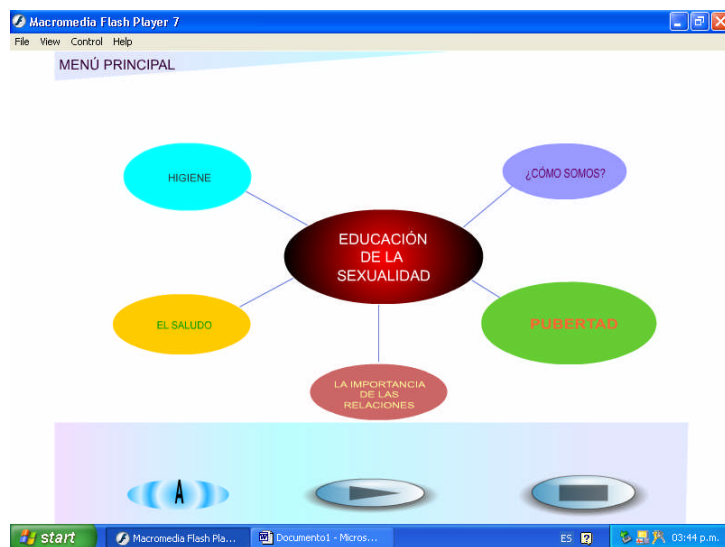 Macromedia Flash Player 7
File View Control Help
MENÚ PRINCIPAL
HIGIENE
¿CÓMO SOMOS?
EDUCACIÓN
DE LA
SEXUALIDAD
EL SALUDO
PUBERTAD
LA IMPORTANCIA
DE LAS
RELACIONES
A
start
Macromedia Flash Pla...
Documento1 - Micros...
ES
03:44 p.m.